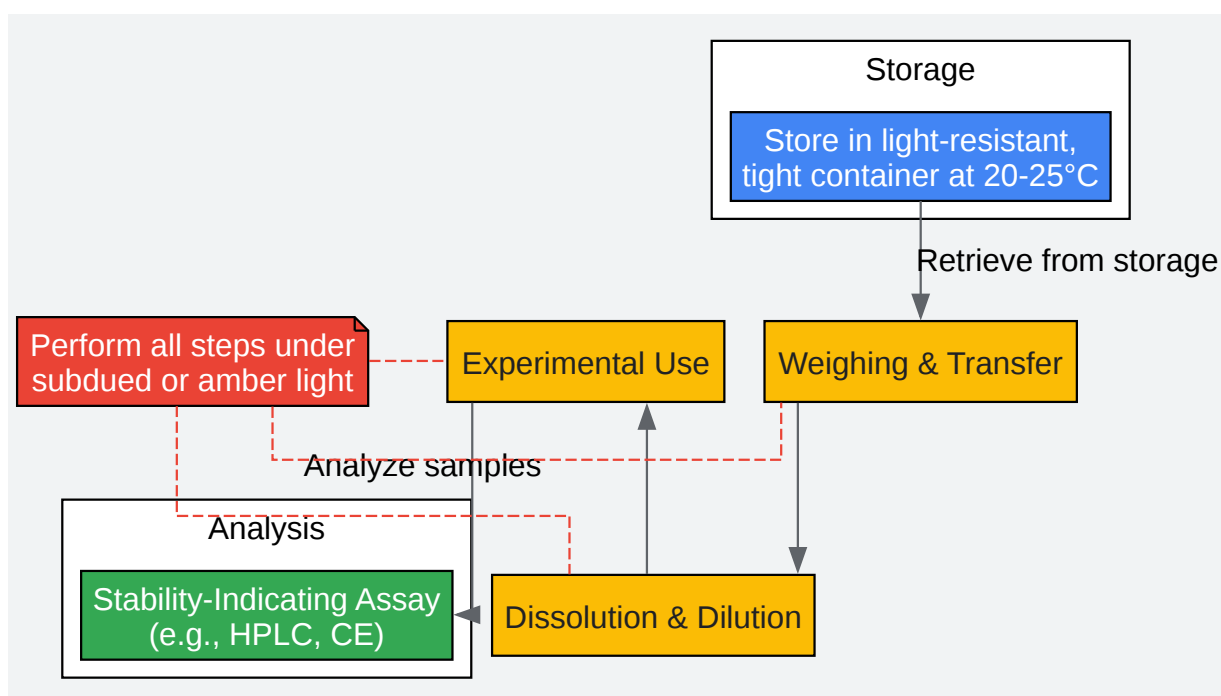 Storage
Store in light-resistant,
tight container at 20-25°C
Retrieve from storage
Perform all steps under
subdued or amber light
Experimental Use
Weighing & Transfer
Analyze samples
Analysis
Stability-Indicating Assay
(e.g., HPLC, CE)
Dissolution & Dilution